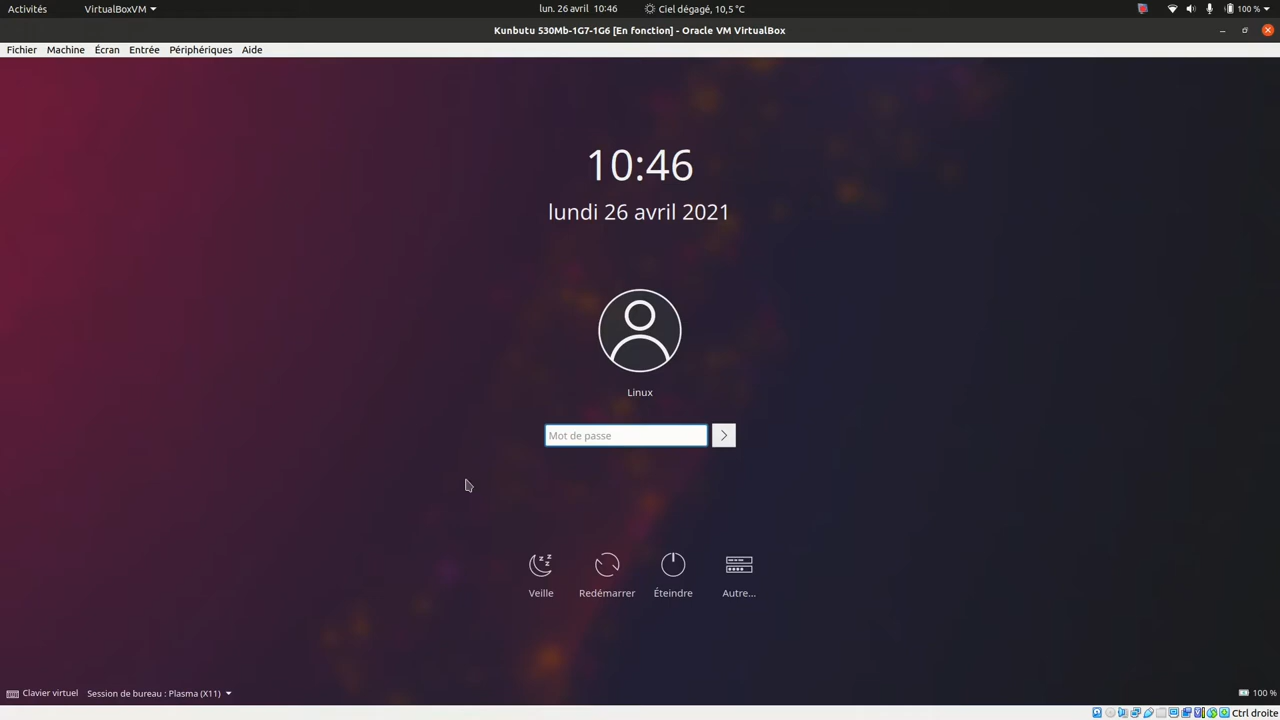 Activités VirtualBoxVM lun. 26 avril 10:46 Ciel dégagé, 10,5 °C 100 %
Kunbutu 530Mb-1G7-1G6 [En fonction] - Oracle VM VirtualBox
Fichier Machine Écran Entrée Périphériques Aide
10:46
lundi 26 avril 2021
Linux
Mot de passe
Veille Redémarrer Éteindre Autre...
Clavier virtuel Session de bureau : Plasma (X11) 100 %
Ctrl droite